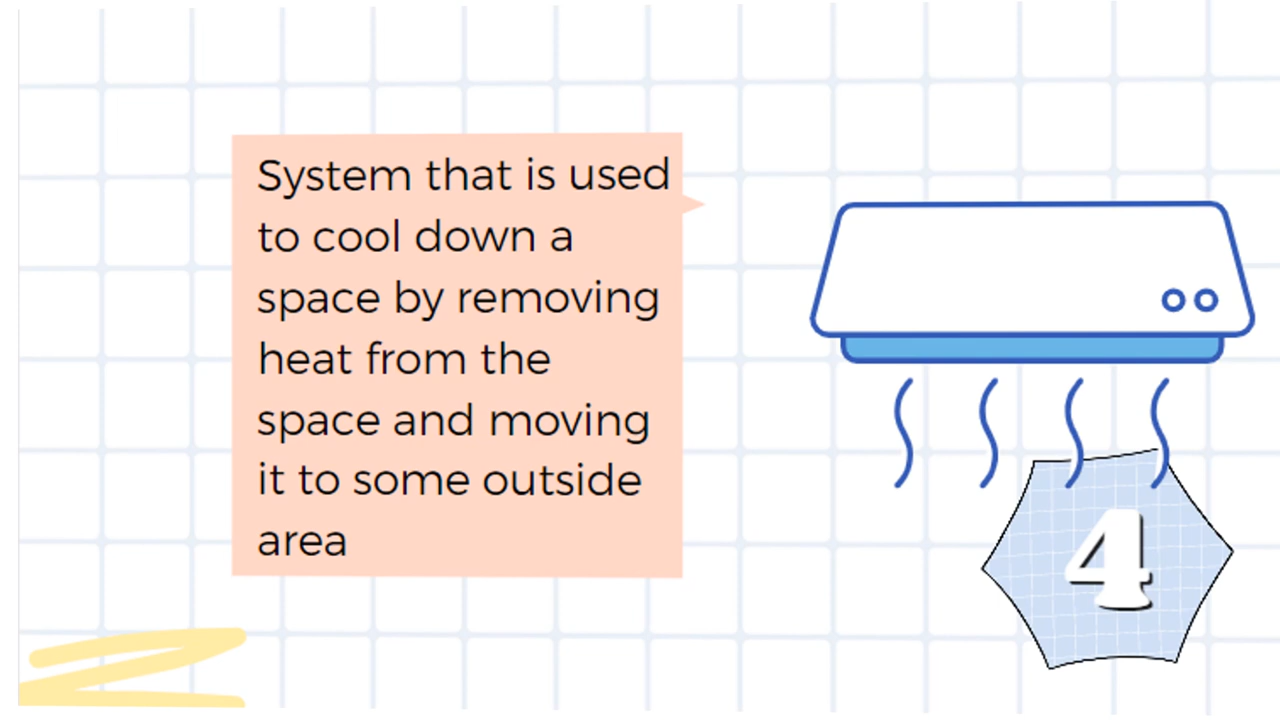 System that is used
to cool down a
space by removing
heat from the
space and moving
it to some outside
area
4